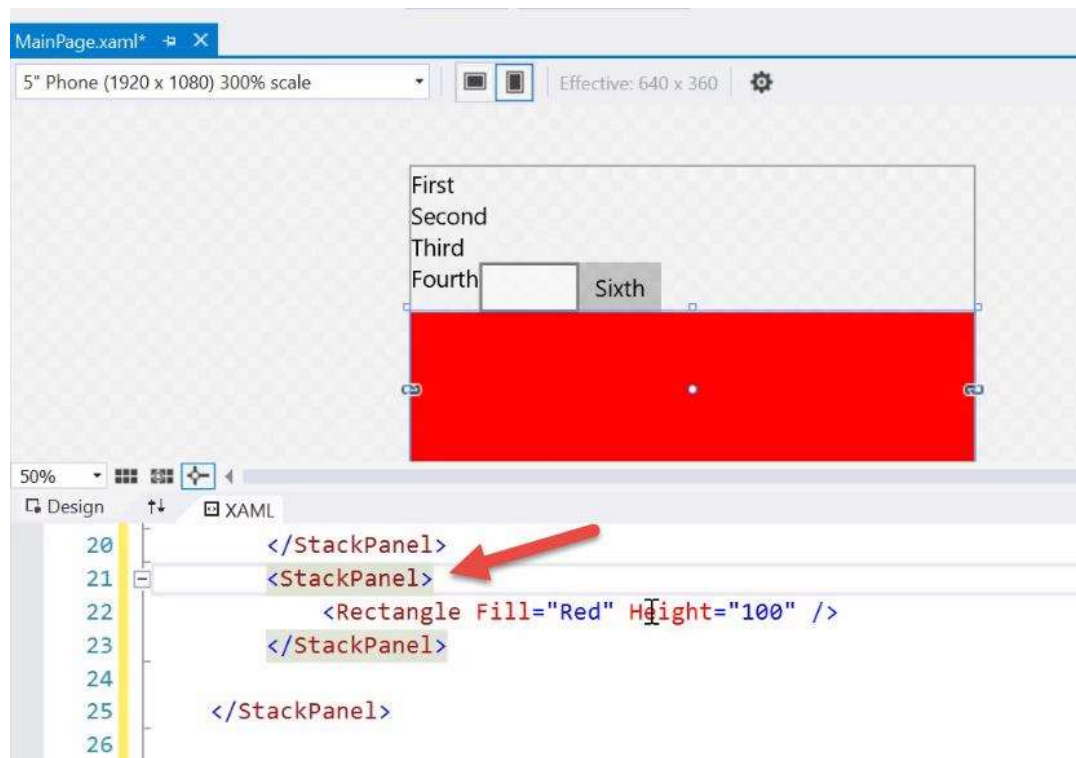 MainPage.xaml*
5" Phone (1920 x 1080) 300% scale Effective: 640 x 360
First
Second
Third
Fourth Sixth
50%
Design XAML
20 </StackPanel>
21 <StackPanel>
22 <Rectangle Fill="Red" Height="100" />
23 </StackPanel>
24
25 </StackPanel>
26